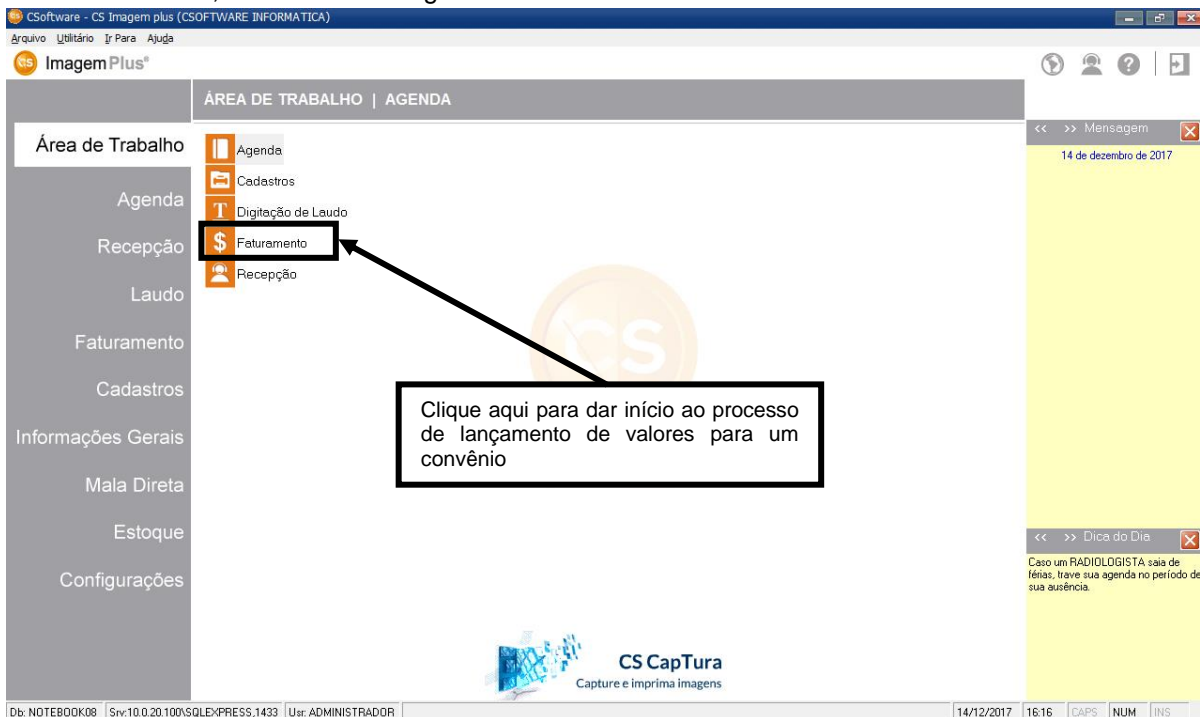 CSoftware - CS Imagem plus (CSOFTWARE INFORMATICA)
Arquivo Utilitário Ir Para Ajuda
CS ImagemPlus®
ÁREA DE TRABALHO | AGENDA
Área de Trabalho
Agenda
Recepção
Laudo
Faturamento
Cadastros
Informações Gerais
Mala Direta
Estoque
Configurações
Agenda
Cadastros
T Digitação de Laudo
$ Faturamento
Recepção
CS
Clique aqui para dar início ao processo
de lançamento de valores para um
convênio
CS CapTura
Capture e imprima imagens
<< >> Mensagem
14 de dezembro de 2017
<< >> Dica do Dia
Caso um RADIOLOGISTA saia de
férias, trave sua agenda no período de
sua ausência.
Db: NOTEBOOK08 Srv:10.0.20.100\SQLEXPRESS,1433 Usr: ADMINISTRADOR 14/12/2017 16:16 CAPS NUM INS